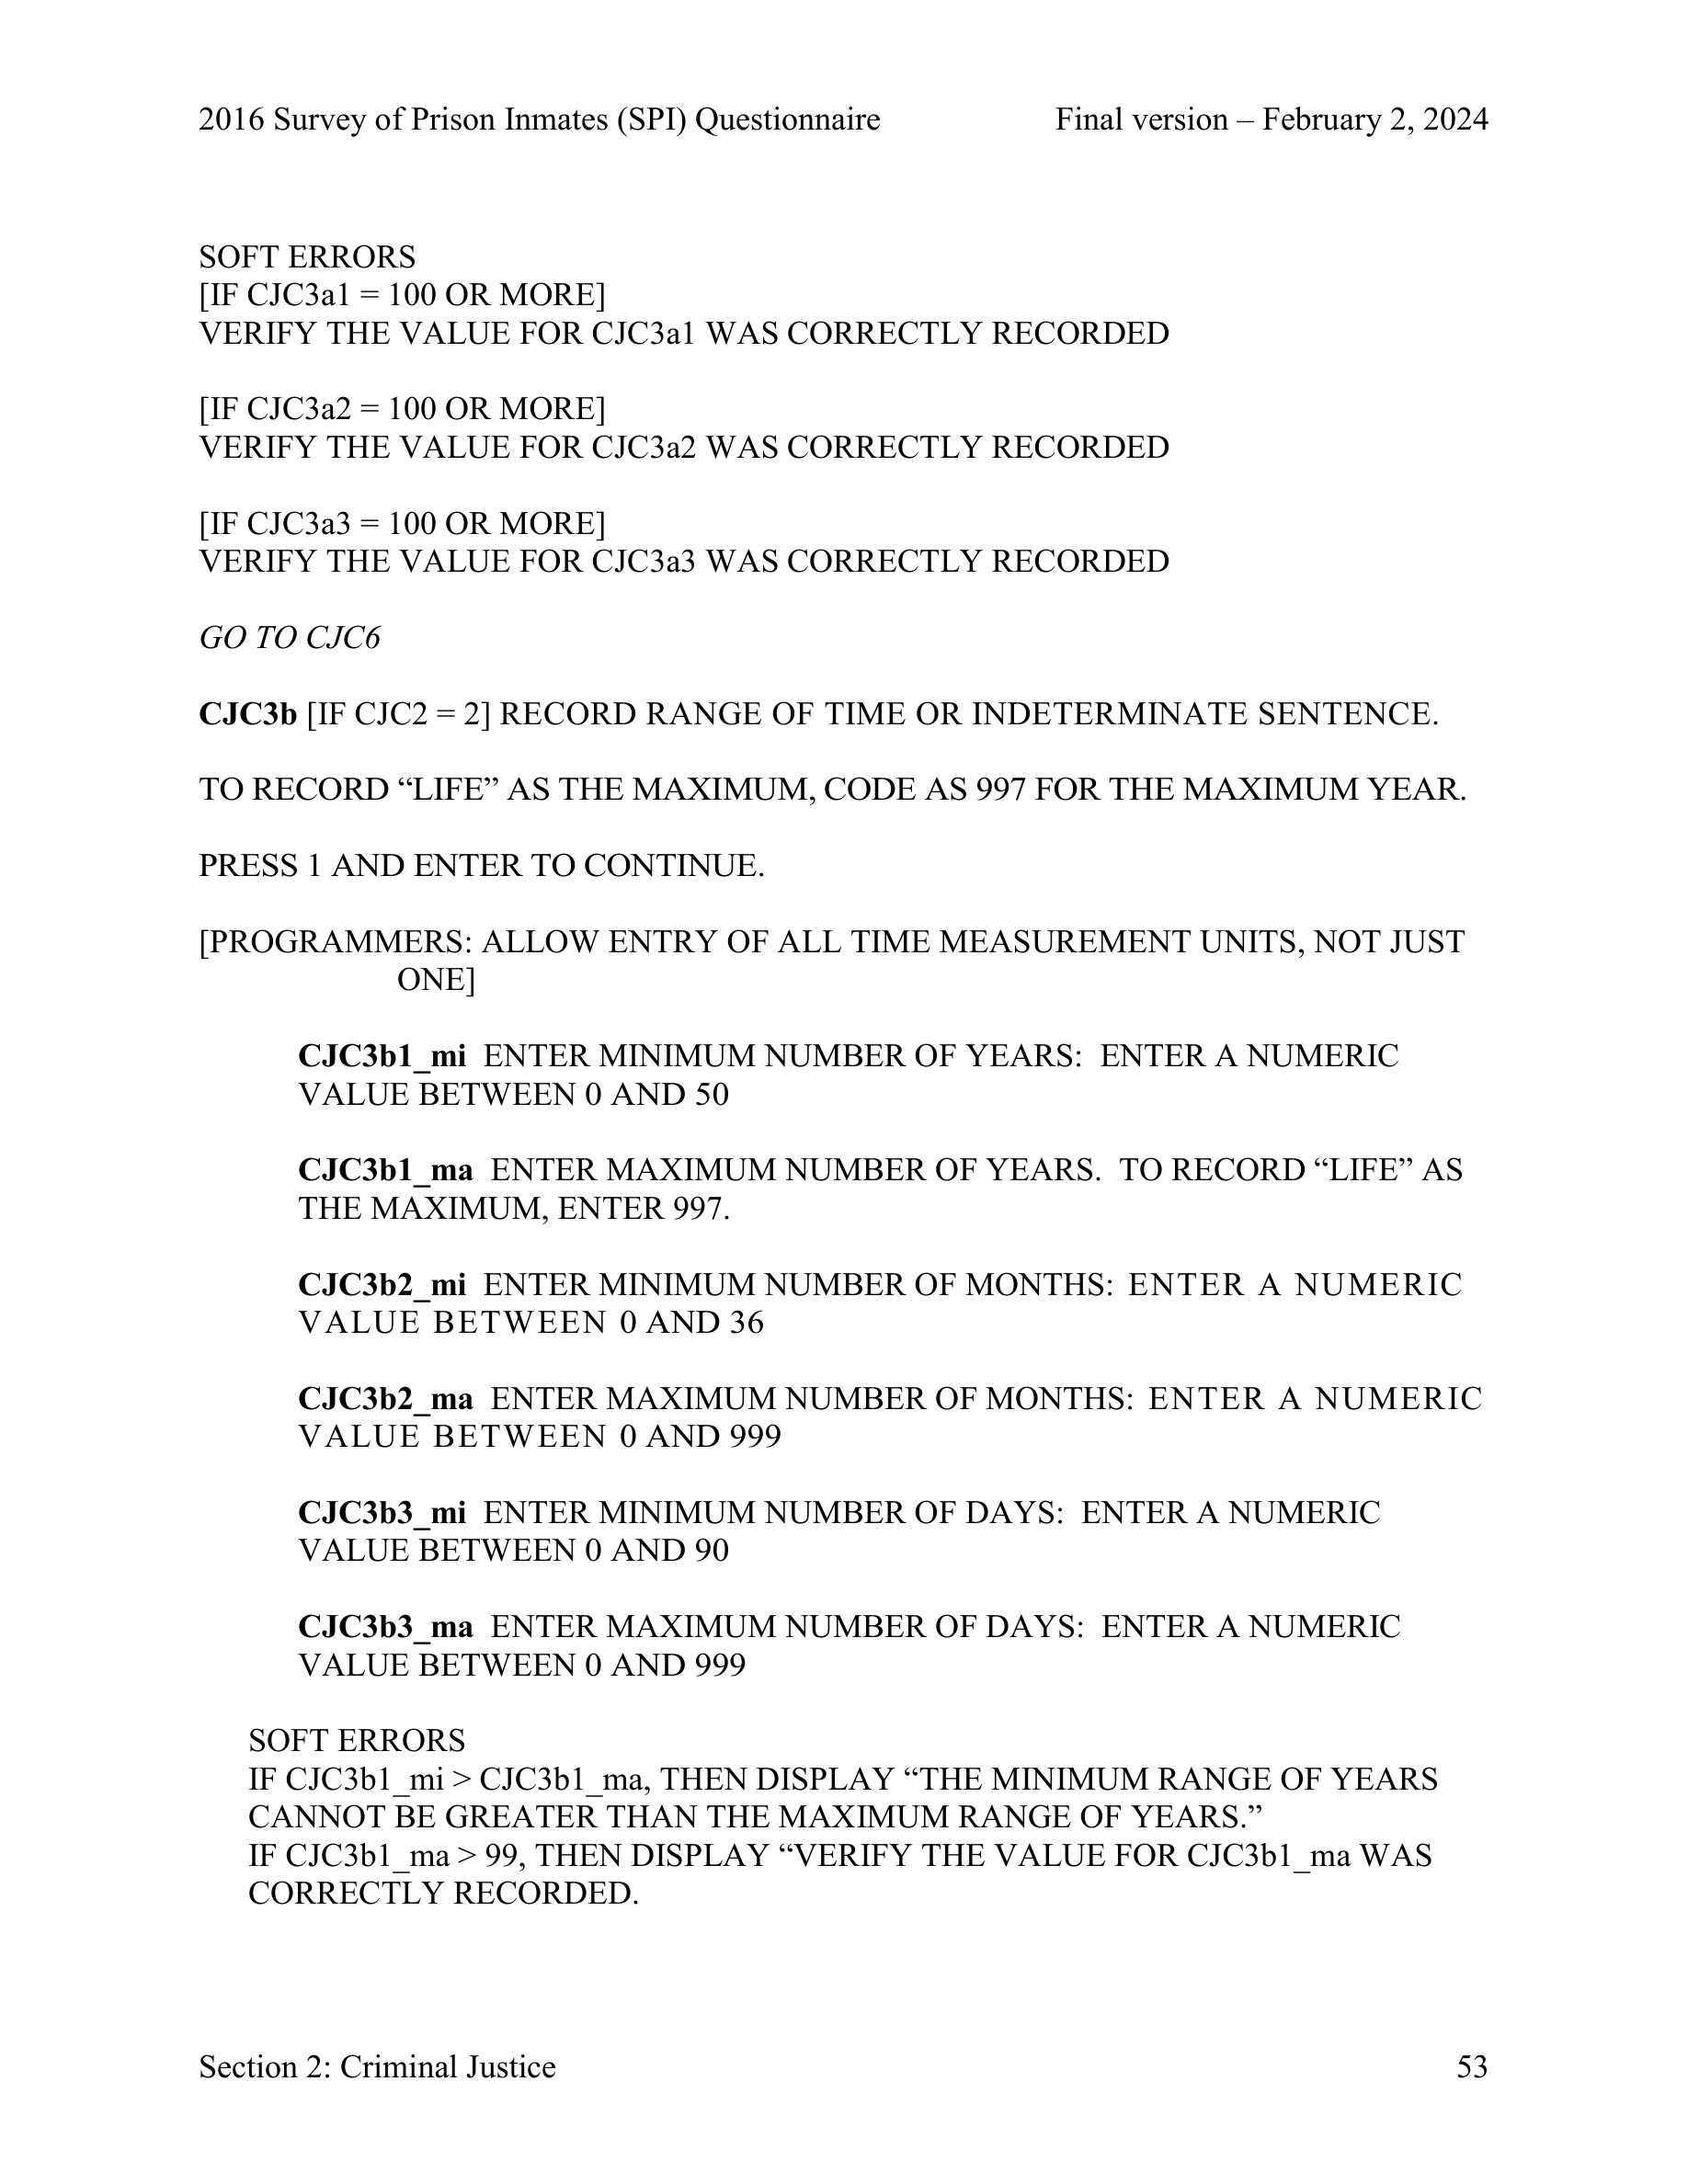 2016 Survey of Prison Inmates (SPI) Questionnaire Final version – February 2, 2024
SOFT ERRORS
[IF CJC3a1 = 100 OR MORE]
VERIFY THE VALUE FOR CJC3a1 WAS CORRECTLY RECORDED
[IF CJC3a2 = 100 OR MORE]
VERIFY THE VALUE FOR CJC3a2 WAS CORRECTLY RECORDED
[IF CJC3a3 = 100 OR MORE]
VERIFY THE VALUE FOR CJC3a3 WAS CORRECTLY RECORDED
GO TO CJC6
CJC3b [IF CJC2 = 2] RECORD RANGE OF TIME OR INDETERMINATE SENTENCE.
TO RECORD “LIFE” AS THE MAXIMUM, CODE AS 997 FOR THE MAXIMUM YEAR.
PRESS 1 AND ENTER TO CONTINUE.
[PROGRAMMERS: ALLOW ENTRY OF ALL TIME MEASUREMENT UNITS, NOT JUST
ONE]
CJC3b1_mi ENTER MINIMUM NUMBER OF YEARS: ENTER A NUMERIC
VALUE BETWEEN 0 AND 50
CJC3b1_ma ENTER MAXIMUM NUMBER OF YEARS. TO RECORD “LIFE” AS
THE MAXIMUM, ENTER 997.
CJC3b2_mi ENTER MINIMUM NUMBER OF MONTHS: ENTER A NUMERIC
VALUE BETWEEN 0 AND 36
CJC3b2_ma ENTER MAXIMUM NUMBER OF MONTHS: ENTER A NUMERIC
VALUE BETWEEN 0 AND 999
CJC3b3_mi ENTER MINIMUM NUMBER OF DAYS: ENTER A NUMERIC
VALUE BETWEEN 0 AND 90
CJC3b3_ma ENTER MAXIMUM NUMBER OF DAYS: ENTER A NUMERIC
VALUE BETWEEN 0 AND 999
SOFT ERRORS
IF CJC3b1_mi > CJC3b1_ma, THEN DISPLAY “THE MINIMUM RANGE OF YEARS
CANNOT BE GREATER THAN THE MAXIMUM RANGE OF YEARS.”
IF CJC3b1_ma > 99, THEN DISPLAY “VERIFY THE VALUE FOR CJC3b1_ma WAS
CORRECTLY RECORDED.
Section 2: Criminal Justice 53